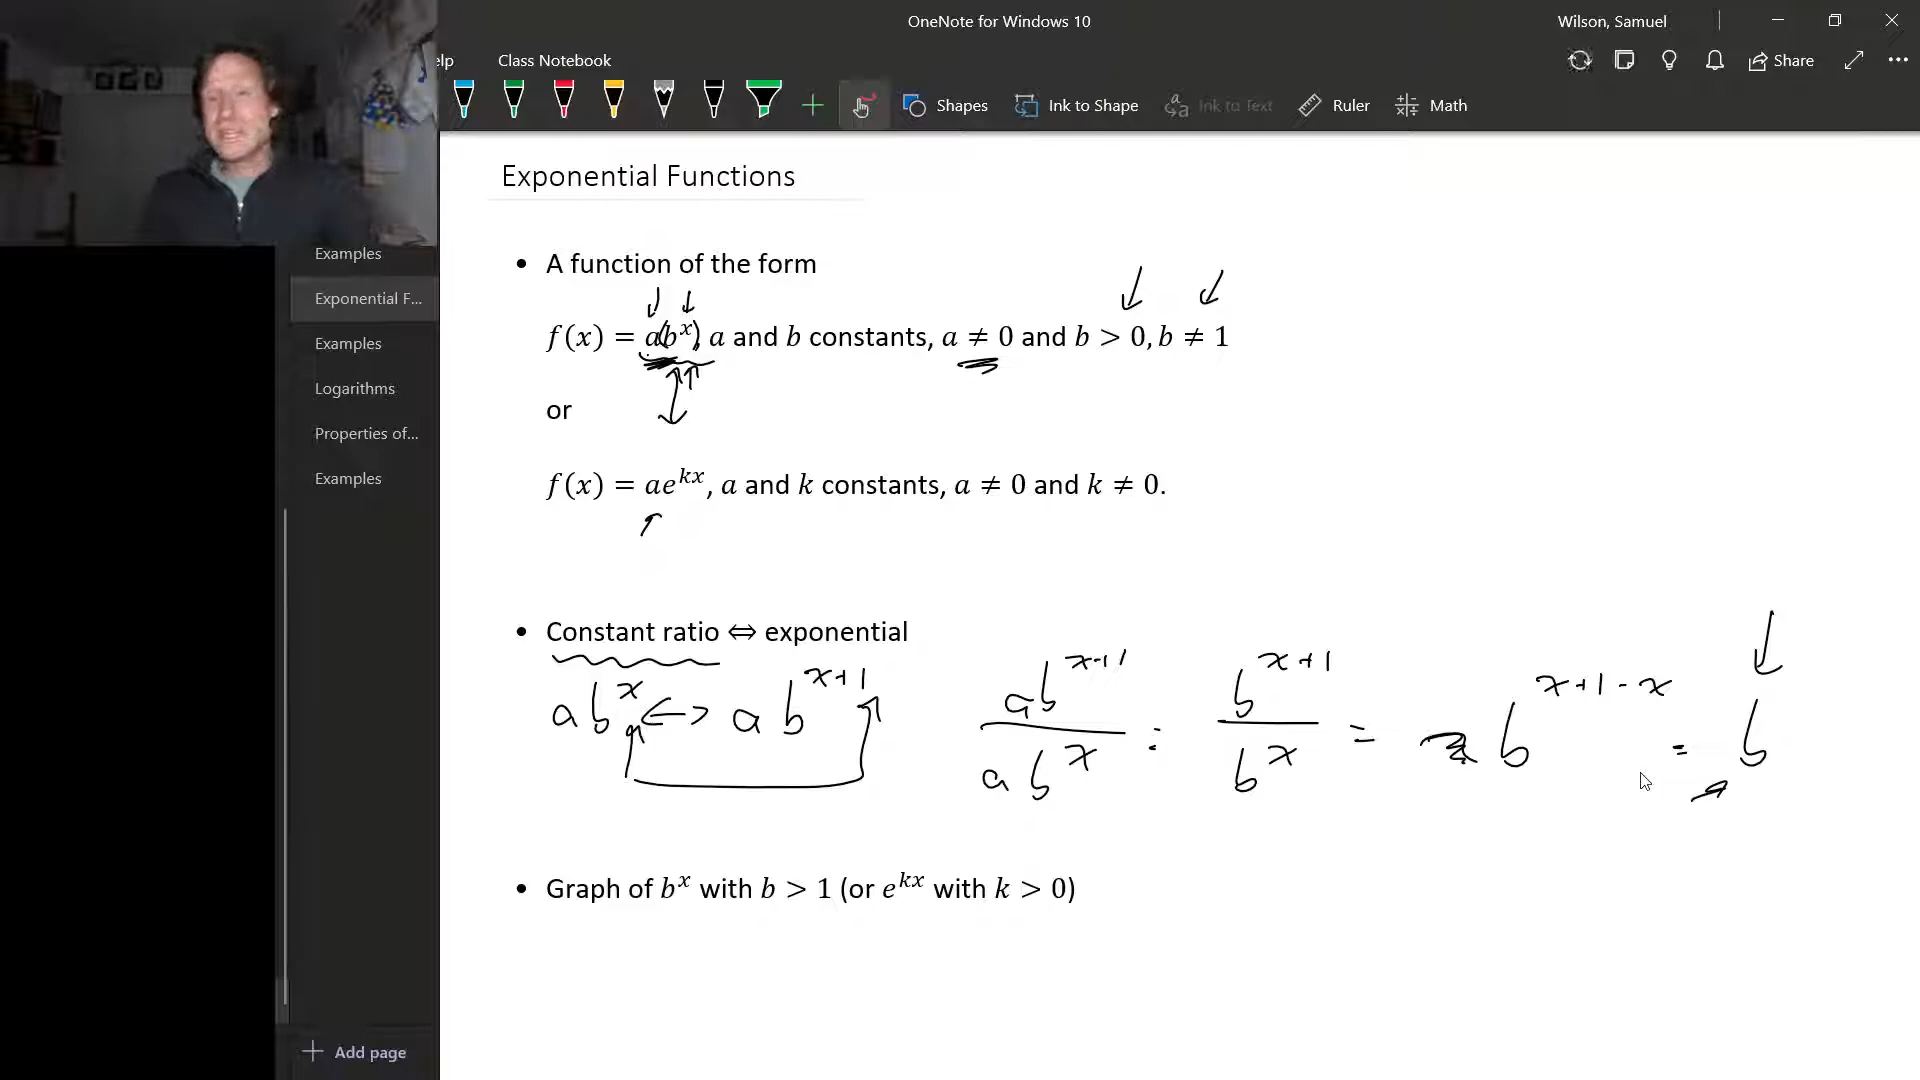 OneNote for Windows 10
Wilson, Samuel
elp
Class Notebook
Share
Shapes
Ink to Shape
Ink to Text
Ruler
Math
Examples
Exponential F...
Examples
Logarithms
Properties of...
Examples
Add page
Exponential Functions
• A function of the form
f(x) = a(b^x), a and b constants, a ≠ 0 and b > 0, b ≠ 1
or
f(x) = ae^{kx}, a and k constants, a ≠ 0 and k ≠ 0.
• Constant ratio ⇔ exponential
ab^x <-> ab^{x+1} ab^{x+1} / ab^x = b^{x+1} / b^x = b^{x+1-x} = b
• Graph of b^x with b > 1 (or e^{kx} with k > 0)